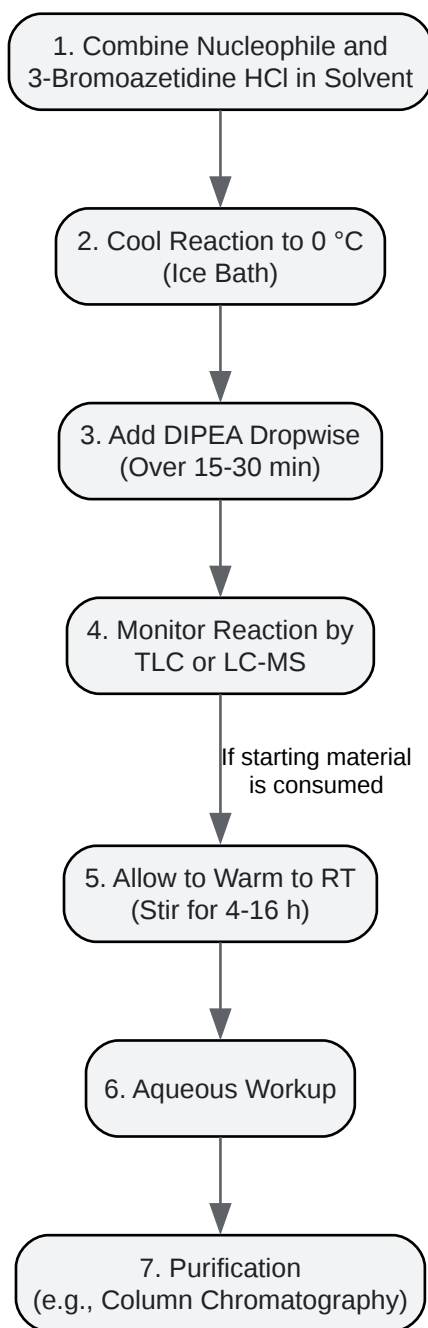 1. Combine Nucleophile and
3-Bromoazetidine HCl in Solvent
2. Cool Reaction to 0 °C
(Ice Bath)
3. Add DIPEA Dropwise
(Over 15-30 min)
4. Monitor Reaction by
TLC or LC-MS
If starting material
is consumed
5. Allow to Warm to RT
(Stir for 4-16 h)
6. Aqueous Workup
7. Purification
(e.g., Column Chromatography)